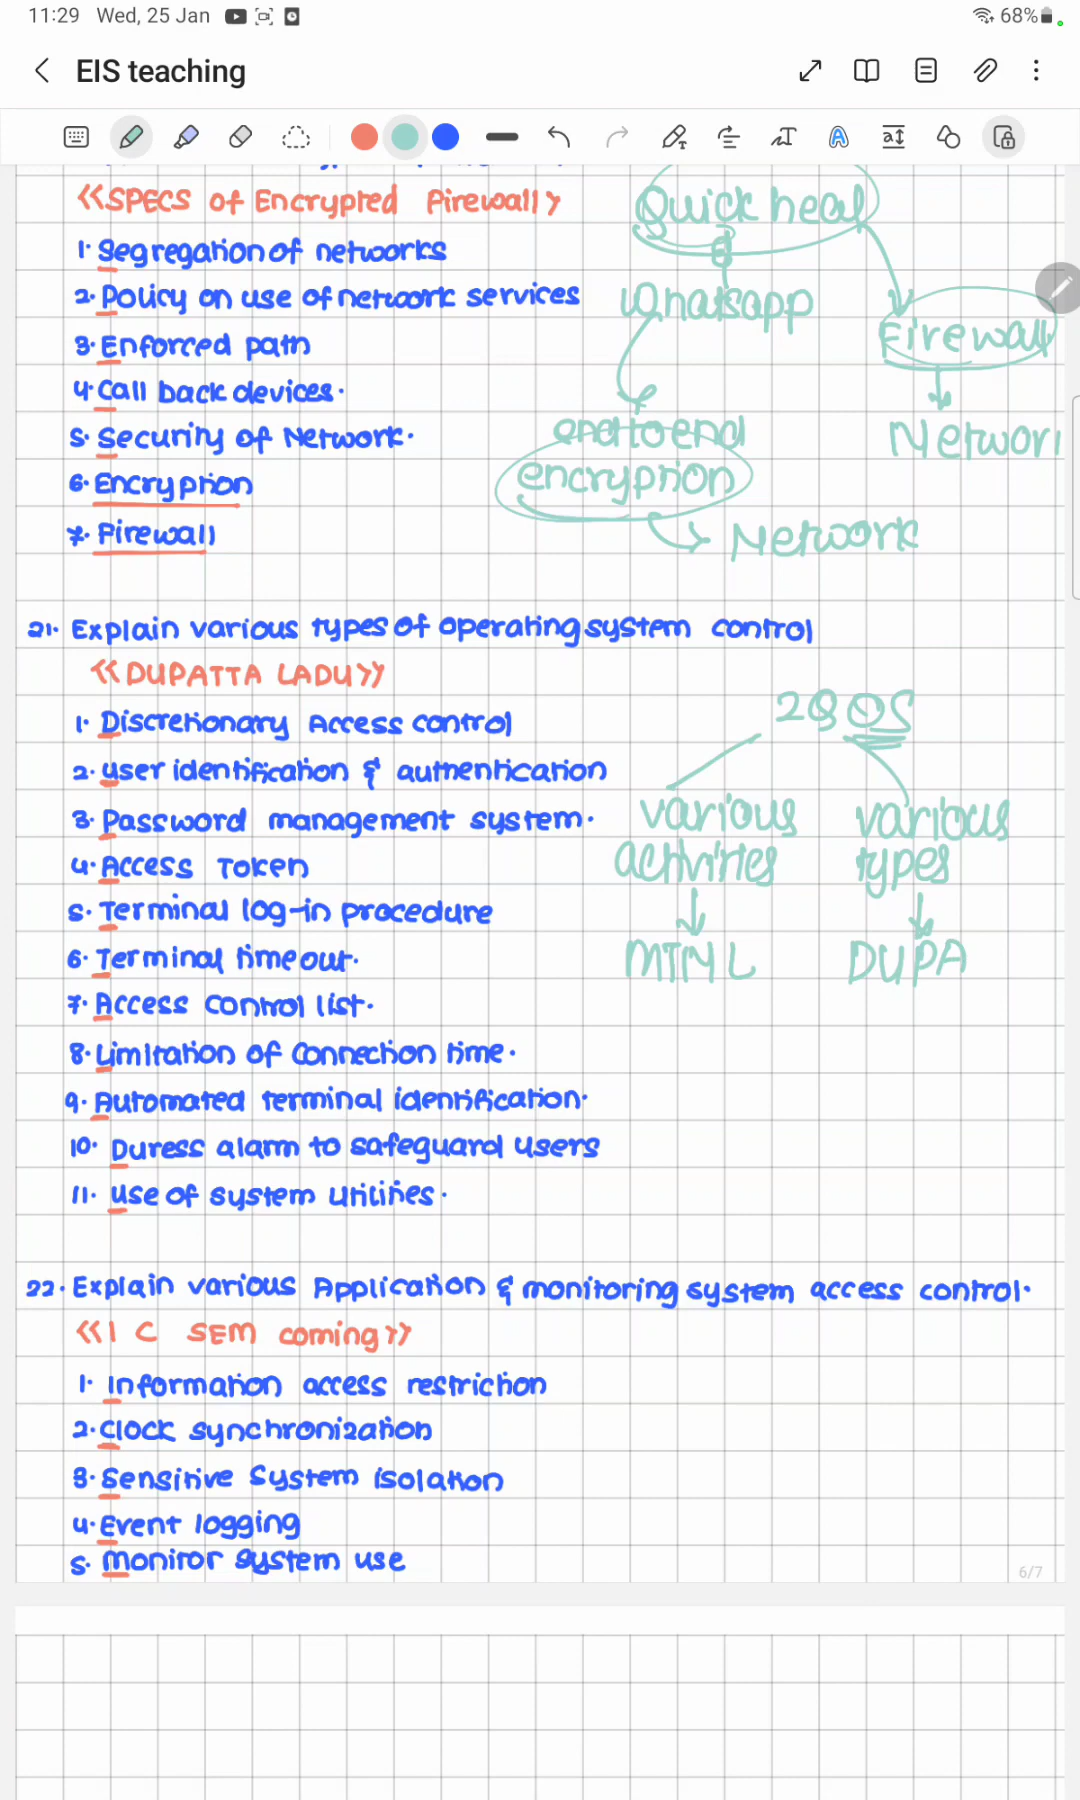 11:29 Wed, 25 Jan
68%
EIS teaching
<<SPECS of Encrypted Firewall>
1. Segregation of networks
2. Policy on use of network services
3. Enforced path
4. Call back devices.
5. Security of Network.
6. Encryption
7. Firewall
Quick heal
Whatsapp
Firewall
end to end
encryption
Network
Network
21. Explain various types of operating system control
<<DUPATTA LADU>>
1. Discretionary Access control
2. user identification & authentication
3. Password management system.
4. Access Token
5. Terminal log-in procedure
6. Terminal time out.
7. Access control list.
8. Limitation of connection time.
9. Automated terminal identification.
10. Duress alarm to safeguard users
11. use of system utilities.
OS
various
activities
MTNL
various
types
DUPA
22. Explain various Application & monitoring system access control.
<<I C SEM coming>>
1. Information access restriction
2. Clock synchronization
3. Sensitive System isolation
4. Event logging
5. monitor system use
6/7